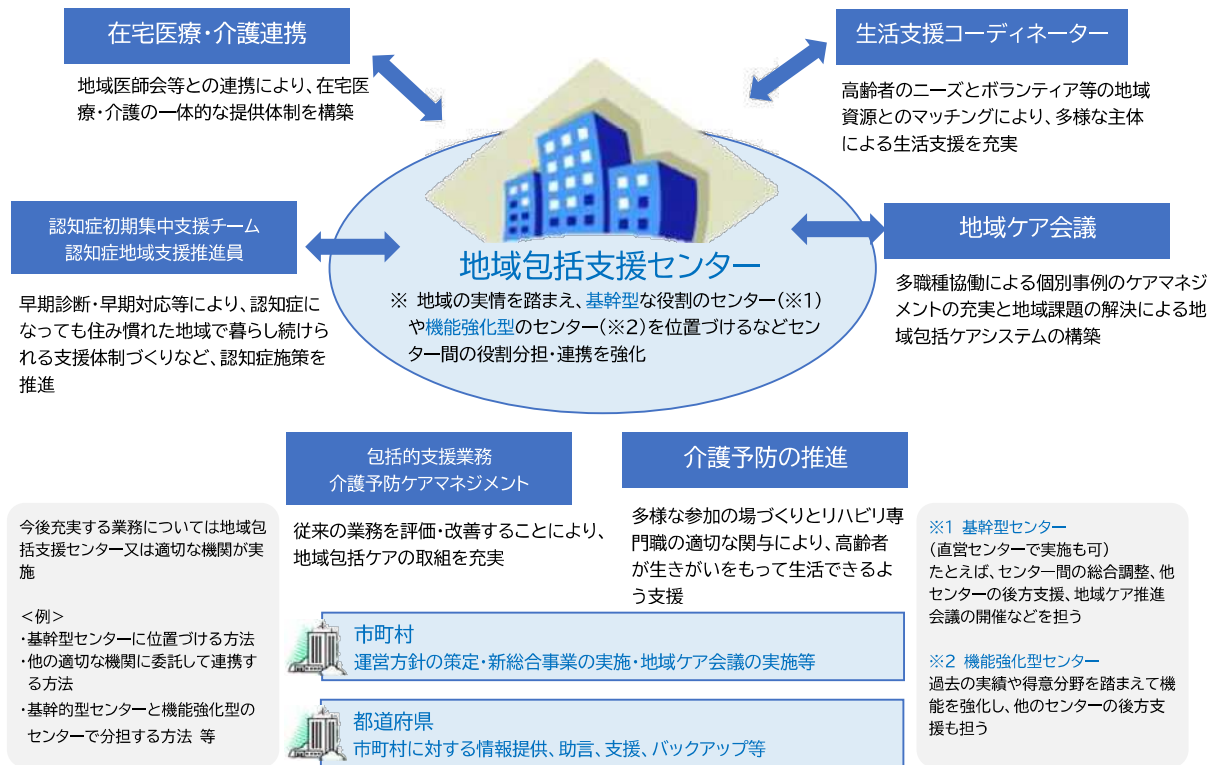 在宅医療・介護連携
地域医師会等との連携により、在宅医
療・介護の一体的な提供体制を構築
生活支援コーディネーター
高齢者のニーズとボランティア等の地域
資源とのマッチングにより、多様な主体
による生活支援を充実
認知症初期集中支援チーム
認知症地域支援推進員
早期診断・早期対応等により、認知症に
なっても住み慣れた地域で暮らし続けら
れる支援体制づくりなど、認知症施策を
推進
地域包括支援センター
※ 地域の実情を踏まえ、基幹型な役割のセンター(※1)
や機能強化型のセンター(※2)を位置づけるなどセン
ター間の役割分担・連携を強化
地域ケア会議
多職種協働による個別事例のケアマネジ
メントの充実と地域課題の解決による地
域包括ケアシステムの構築
包括的支援業務
介護予防ケアマネジメント
従来の業務を評価・改善することにより、
地域包括ケアの取組を充実
介護予防の推進
多様な参加の場づくりとリハビリ専
門職の適切な関与により、高齢者
が生きがいをもって生活できるよ
う支援
今後充実する業務については地域包
括支援センター又は適切な機関が実
施
<例>
・基幹型センターに位置づける方法
・他の適切な機関に委託して連携す
る方法
・基幹的型センターと機能強化型の
センターで分担する方法 等
市町村
運営方針の策定・新総合事業の実施・地域ケア会議の実施等
都道府県
市町村に対する情報提供、助言、支援、バックアップ等
※1 基幹型センター
(直営センターで実施も可)
たとえば、センター間の総合調整、他
センターの後方支援、地域ケア推進
会議の開催などを担う
※2 機能強化型センター
過去の実績や得意分野を踏まえて機
能を強化し、他のセンターの後方支
援も担う